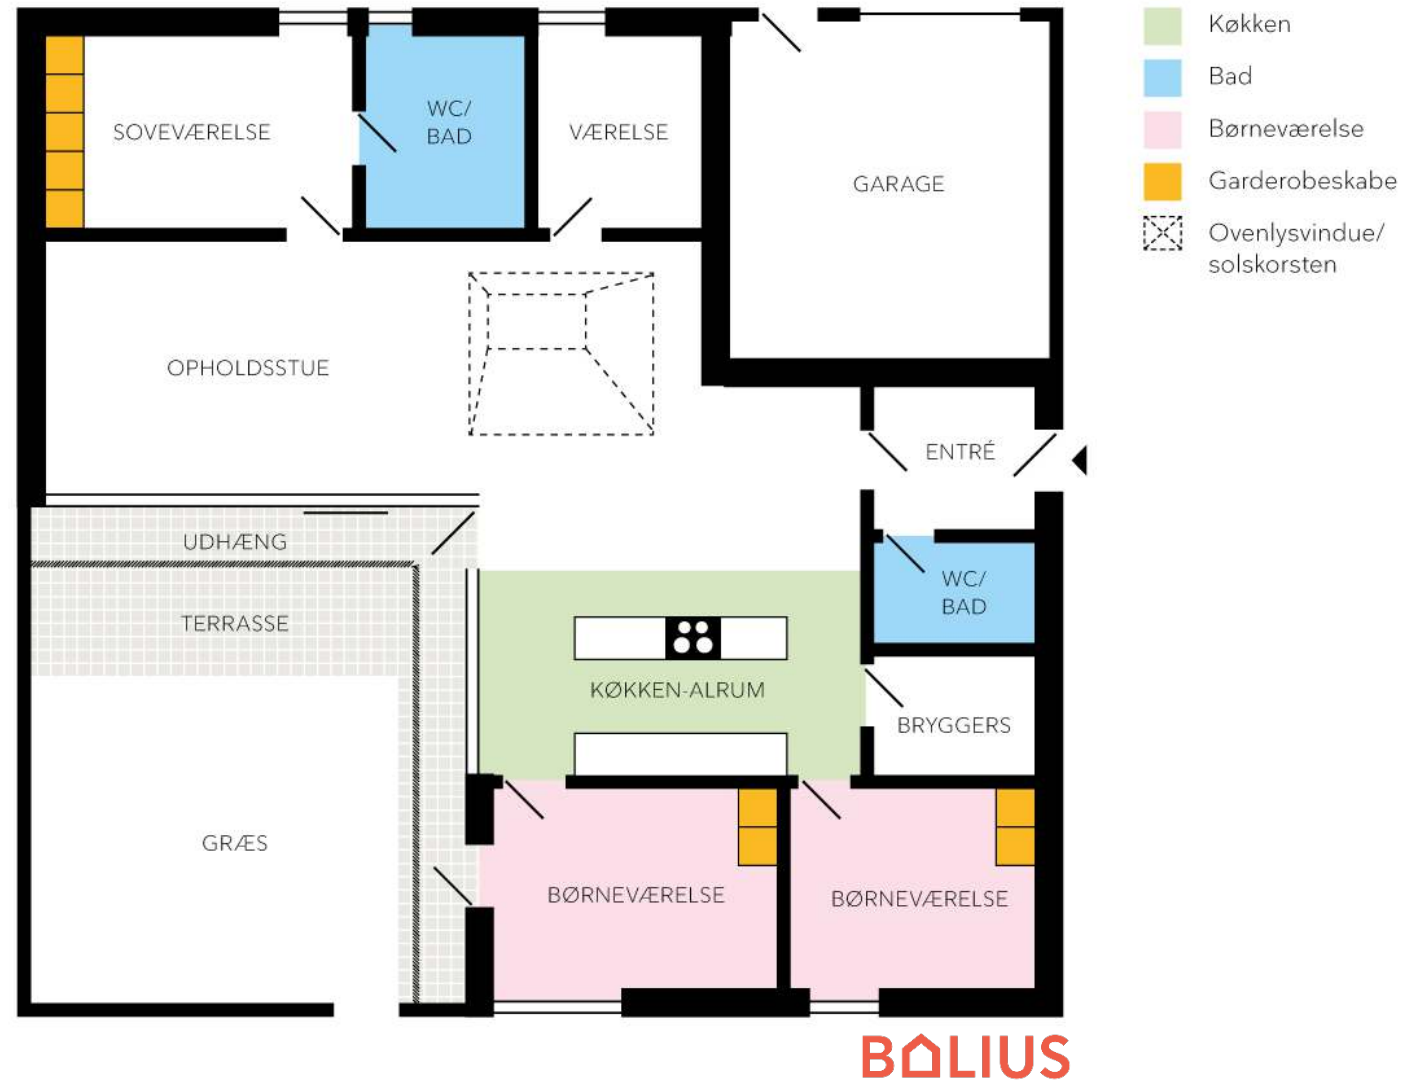 SOVEVÆRELSE
WC/
BAD
VÆRELSE
GARAGE
OPHOLDSSTUE
ENTRÉ
UDHÆNG
TERRASSE
WC/
BAD
KØKKEN-ALRUM
BRYGGERS
GRÆS
BØRNEVÆRELSE
BØRNEVÆRELSE
Køkken
Bad
Børneværelse
Garderobeskabe
Ovenlysvindue/
solskorsten
BOLIUS